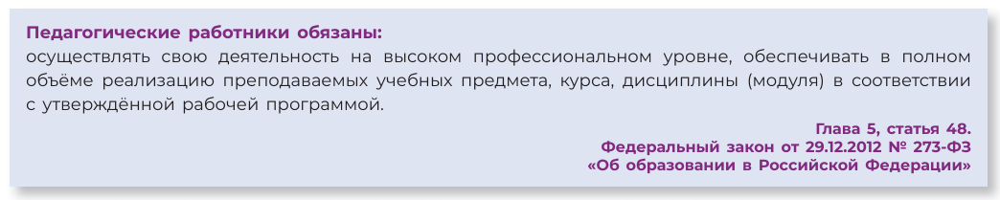 Педагогические работники обязаны:
осуществлять свою деятельность на высоком профессиональном уровне, обеспечивать в полном
объёме реализацию преподаваемых учебных предмета, курса, дисциплины (модуля) в соответствии
с утверждённой рабочей программой.
Глава 5, статья 48.
Федеральный закон от 29.12.2012 № 273-ФЗ
«Об образовании в Российской Федерации»